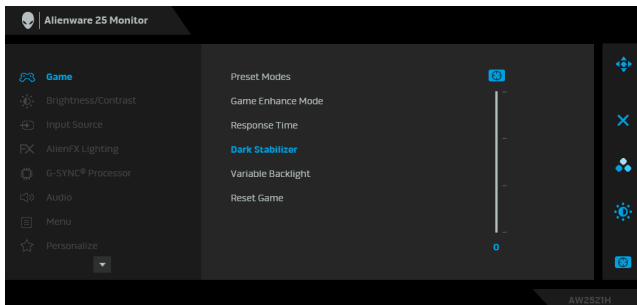 Alienware 25 Monitor
Game
Brightness/Contrast
Input Source
AlienFX Lighting
G-SYNC® Processor
Audio
Menu
Personalize
Preset Modes
Game Enhance Mode
Response Time
Dark Stabilizer
Variable Backlight
Reset Game
0
AW2521H